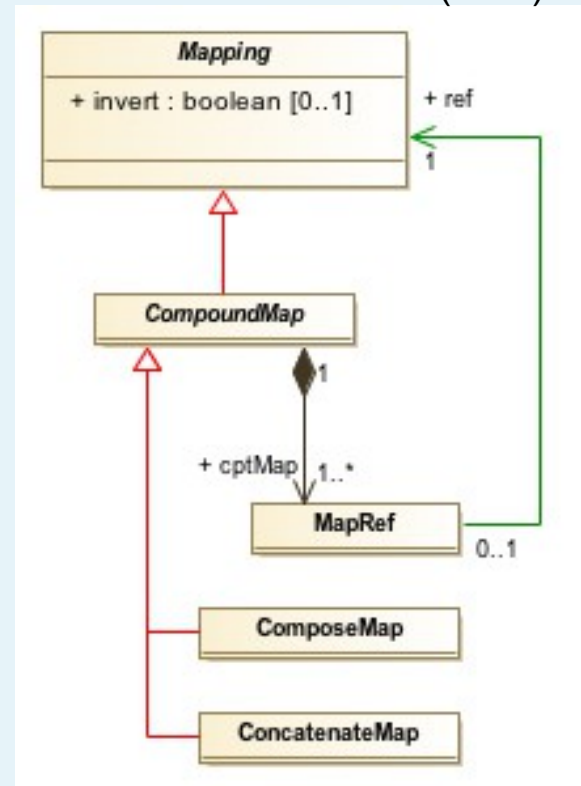 Mapping
+ invert : boolean [0..1]
+ ref
1
CompoundMap
1
+ cptMap
1..*
MapRef
0..1
ComposeMap
ConcatenateMap